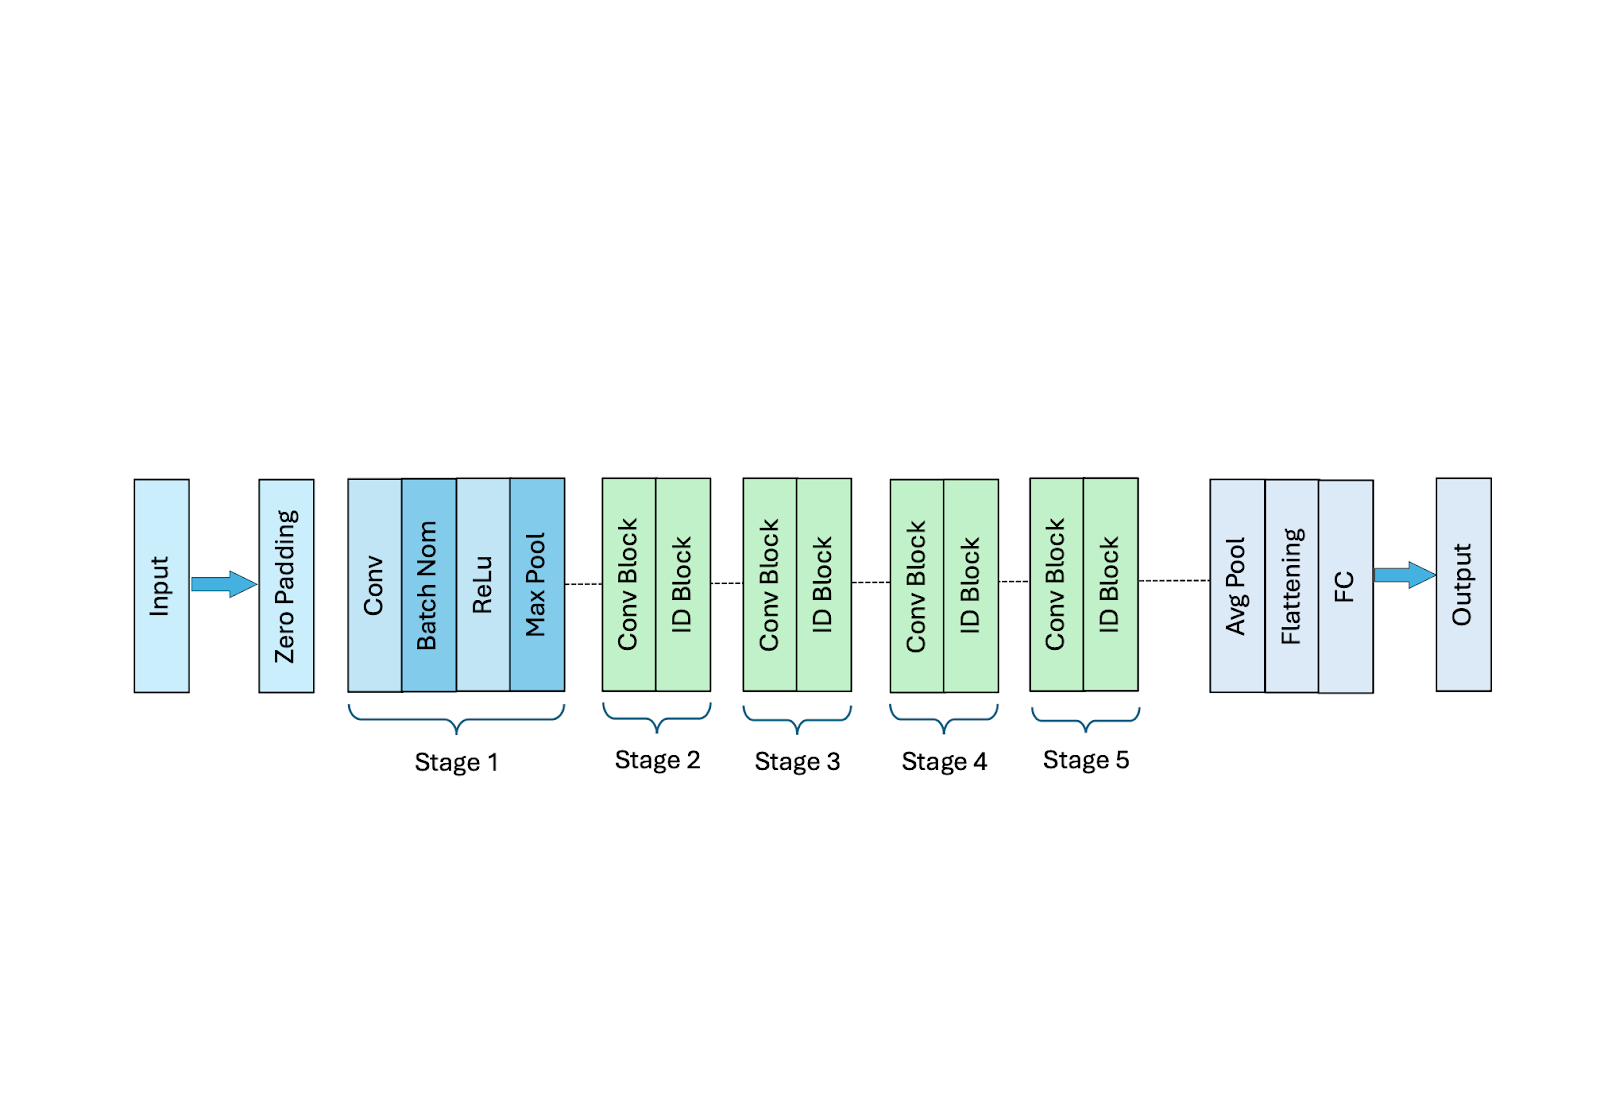 Input
Zero Padding
Conv
Batch Nom
ReLu
Max Pool
Conv Block
ID Block
Conv Block
ID Block
Conv Block
ID Block
Conv Block
ID Block
Avg Pool
Flattening
FC
Output
Stage 1
Stage 2
Stage 3
Stage 4
Stage 5